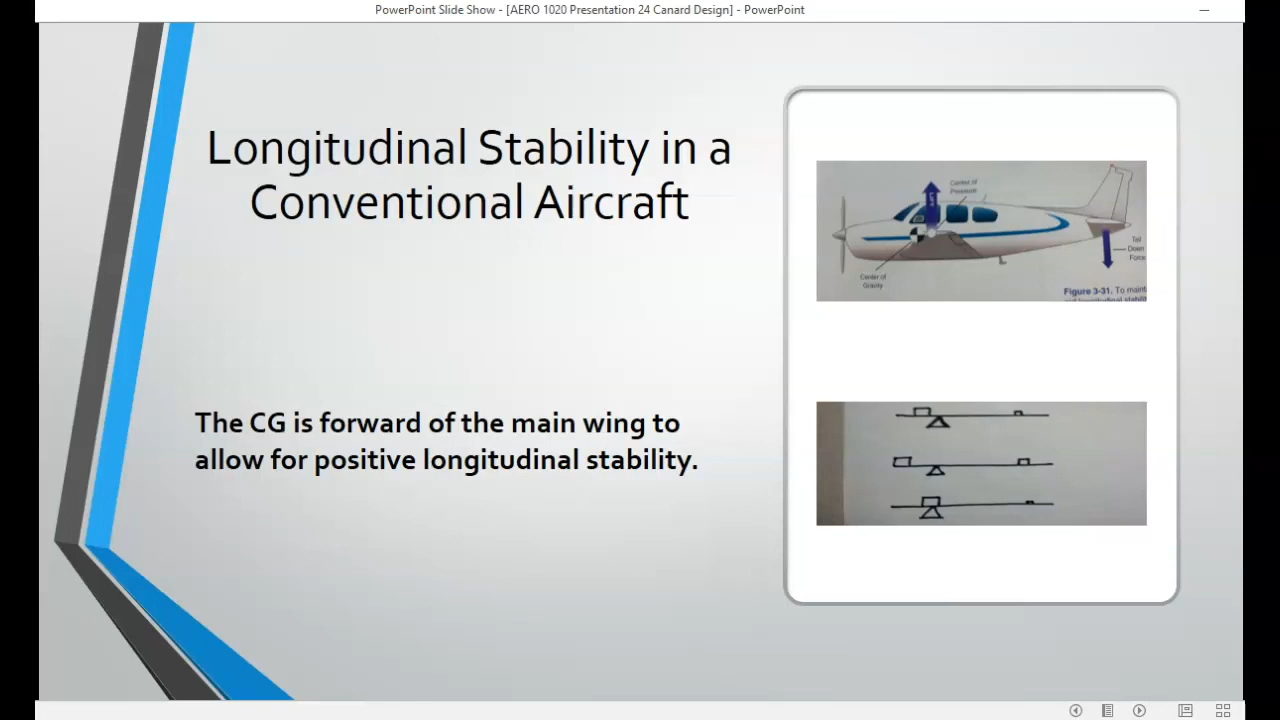 PowerPoint Slide Show - [AERO 1020 Presentation 24 Canard Design] - PowerPoint
Longitudinal Stability in a
Conventional Aircraft
The CG is forward of the main wing to
allow for positive longitudinal stability.
Center of
Pressure
LIFT
Tail
Down
Force
Center of
Gravity
Figure 3-31. To maint